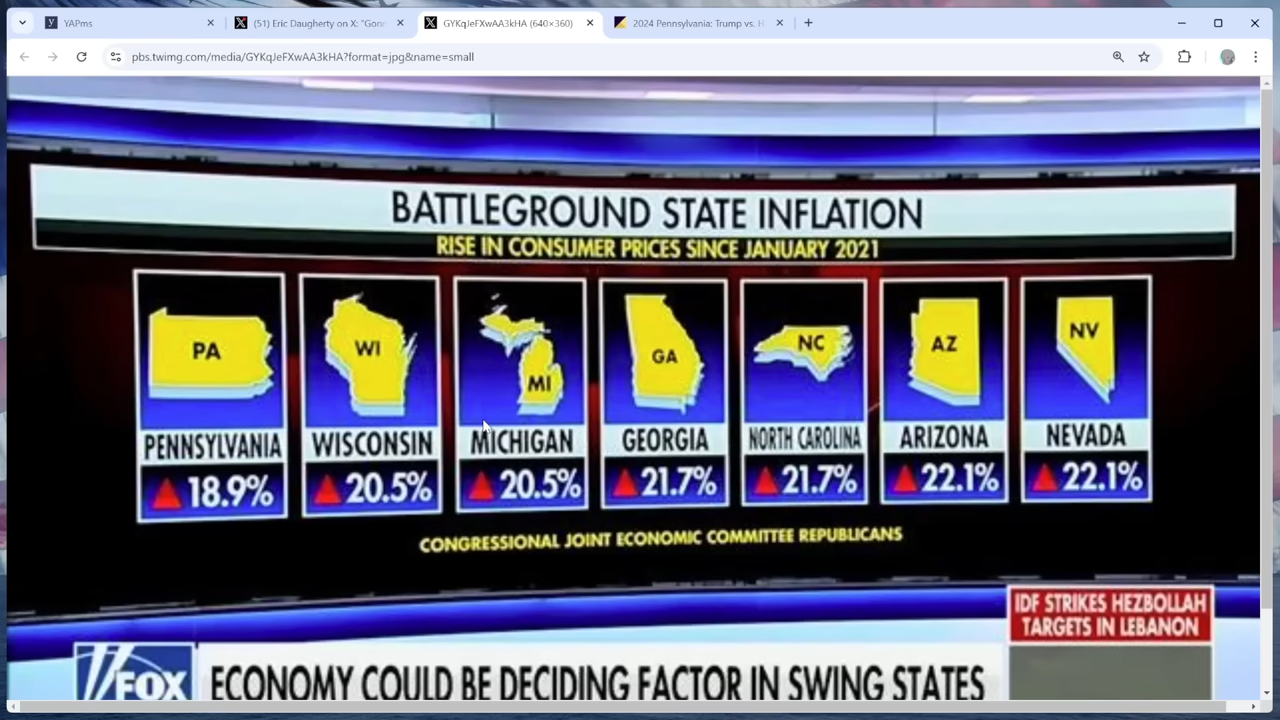 YAPms
(51) Eric Daugherty on X: "Gone
GYKqJeFXwAA3kHA (640×360)
2024 Pennsylvania: Trump vs. H
pbs.twimg.com/media/GYKqJeFXwAA3kHA?format=jpg&name=small
BATTLEGROUND STATE INFLATION
RISE IN CONSUMER PRICES SINCE JANUARY 2021
PA WI MI GA NC AZ NV
PENNSYLVANIA WISCONSIN MICHIGAN GEORGIA NORTH CAROLINA ARIZONA NEVADA
18.9% 20.5% 20.5% 21.7% 21.7% 22.1% 22.1%
CONGRESSIONAL JOINT ECONOMIC COMMITTEE REPUBLICANS
IDF STRIKES HEZBOLLAH
TARGETS IN LEBANON
FOX
ECONOMY COULD BE DECIDING FACTOR IN SWING STATES